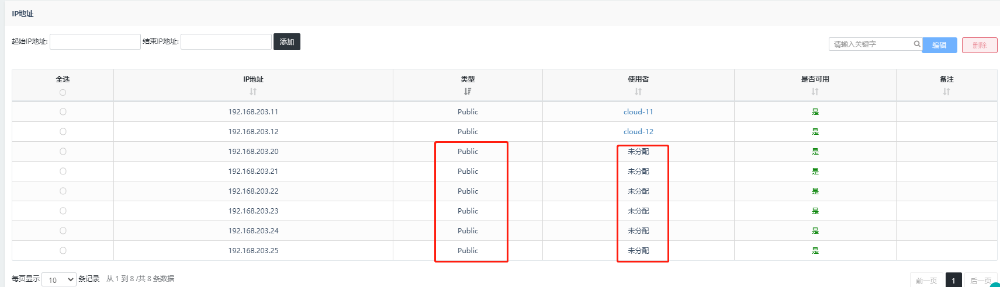 IP地址
起始IP地址: 结束IP地址: 添加 请输入关键字 编辑 删除
全选 IP地址 类型 使用者 是否可用 备注
192.168.203.11 Public cloud-11 是
192.168.203.12 Public cloud-12 是
192.168.203.20 Public 未分配 是
192.168.203.21 Public 未分配 是
192.168.203.22 Public 未分配 是
192.168.203.23 Public 未分配 是
192.168.203.24 Public 未分配 是
192.168.203.25 Public 未分配 是
每页显示 10 条记录 从 1 到 8 /共 8 条数据 前一页 1 后一页